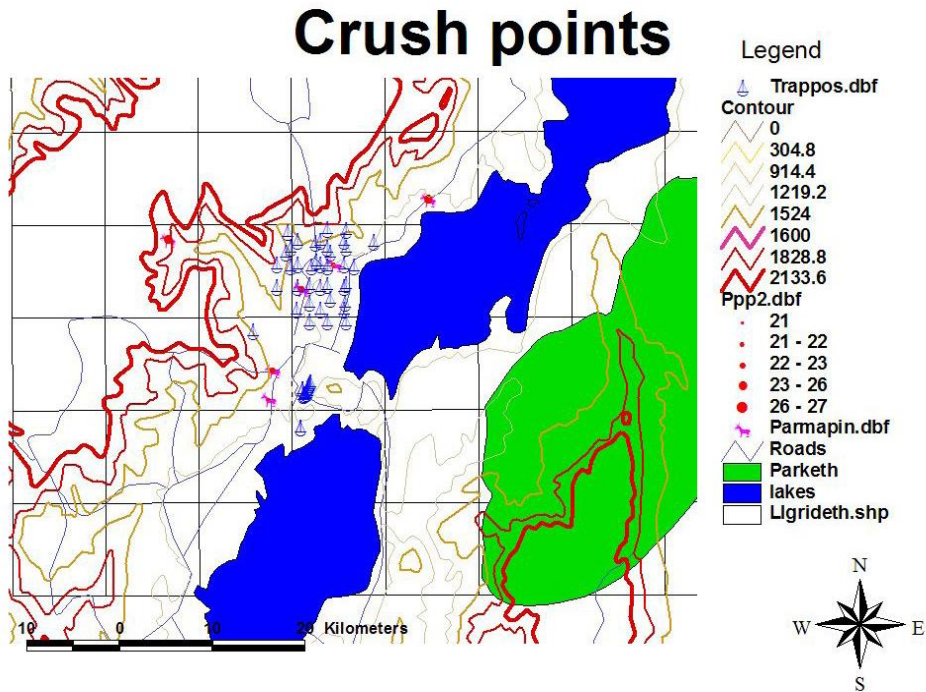 Crush points
Legend
Trappos.dbf
Contour
0
304.8
914.4
1219.2
1524
1600
1828.8
2133.6
Ppp2.dbf
21
21 - 22
22 - 23
23 - 26
26 - 27
Parmapin.dbf
Roads
Parketh
lakes
Llgrideth.shp
10 0 10 20 Kilometers
N
W E
S